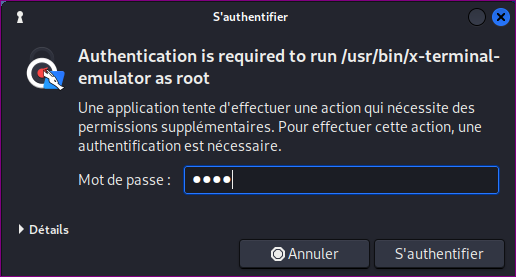 S'authentifier
Authentication is required to run /usr/bin/x-terminal-
emulator as root
Une application tente d'effectuer une action qui nécessite des
permissions supplémentaires. Pour effectuer cette action, une
authentification est nécessaire.
Mot de passe : ●●●●
Détails
Annuler
S'authentifier